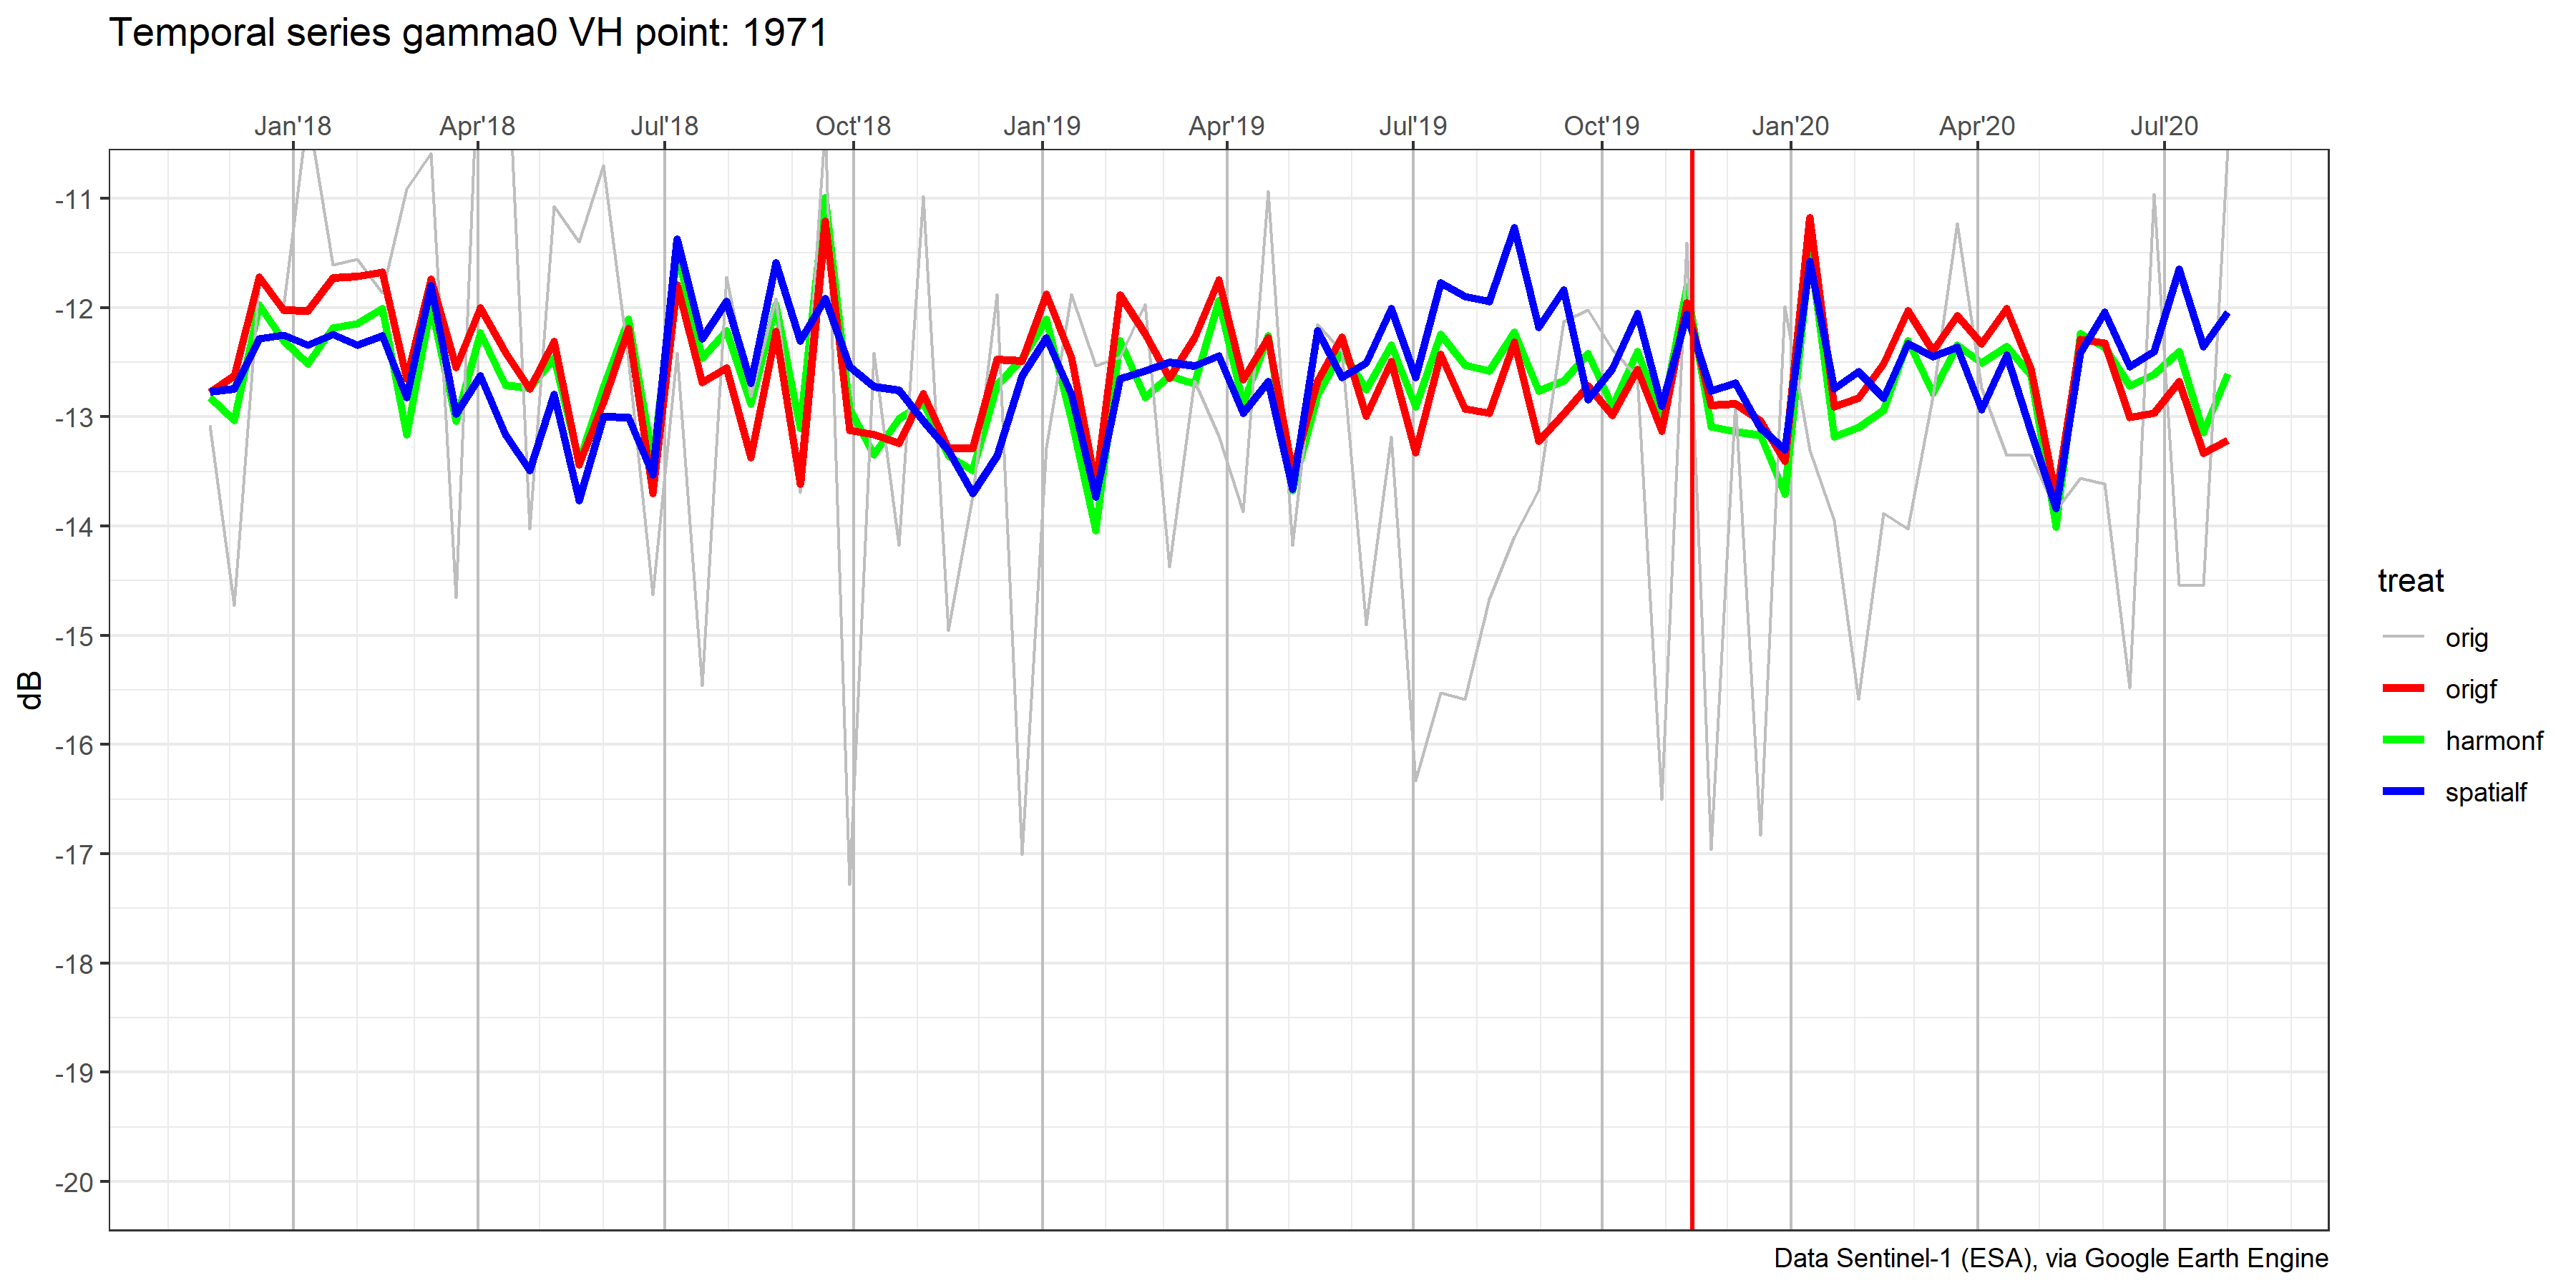 Temporal series gamma0 VH point: 1971
Jan'18 Apr'18 Jul'18 Oct'18 Jan'19 Apr'19 Jul'19 Oct'19 Jan'20 Apr'20 Jul'20
-11
-12
-13
-14
-15
-16
-17
-18
-19
-20
dB
treat
orig
origf
harmonf
spatialf
Data Sentinel-1 (ESA), via Google Earth Engine